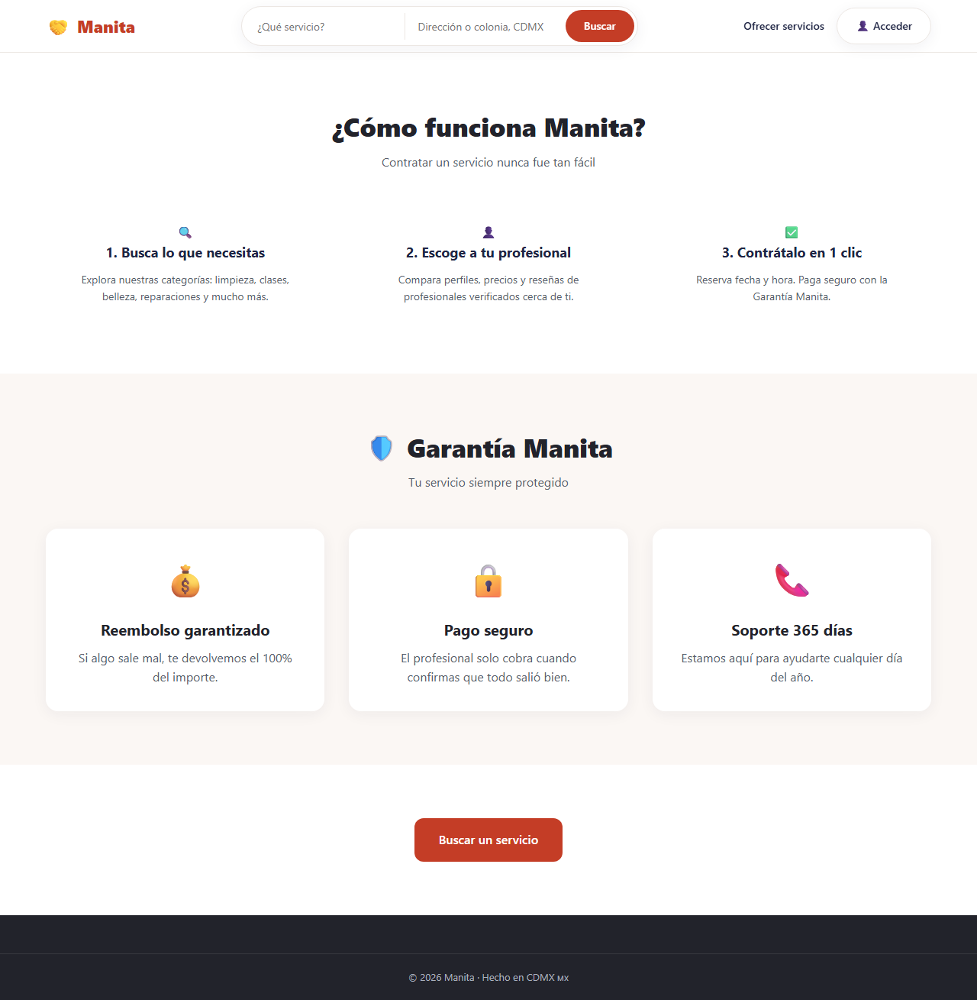 Manita
¿Qué servicio?
Dirección o colonia, CDMX
Buscar
Ofrecer servicios
Acceder
¿Cómo funciona Manita?
Contratar un servicio nunca fue tan fácil
1. Busca lo que necesitas
Explora nuestras categorías: limpieza, clases,
belleza, reparaciones y mucho más.
2. Escoge a tu profesional
Compara perfiles, precios y reseñas de
profesionales verificados cerca de ti.
3. Contrátalo en 1 clic
Reserva fecha y hora. Paga seguro con la
Garantía Manita.
Garantía Manita
Tu servicio siempre protegido
Reembolso garantizado
Si algo sale mal, te devolvemos el 100%
del importe.
Pago seguro
El profesional solo cobra cuando
confirmas que todo salió bien.
Soporte 365 días
Estamos aquí para ayudarte cualquier día
del año.
Buscar un servicio
© 2026 Manita · Hecho en CDMX MX